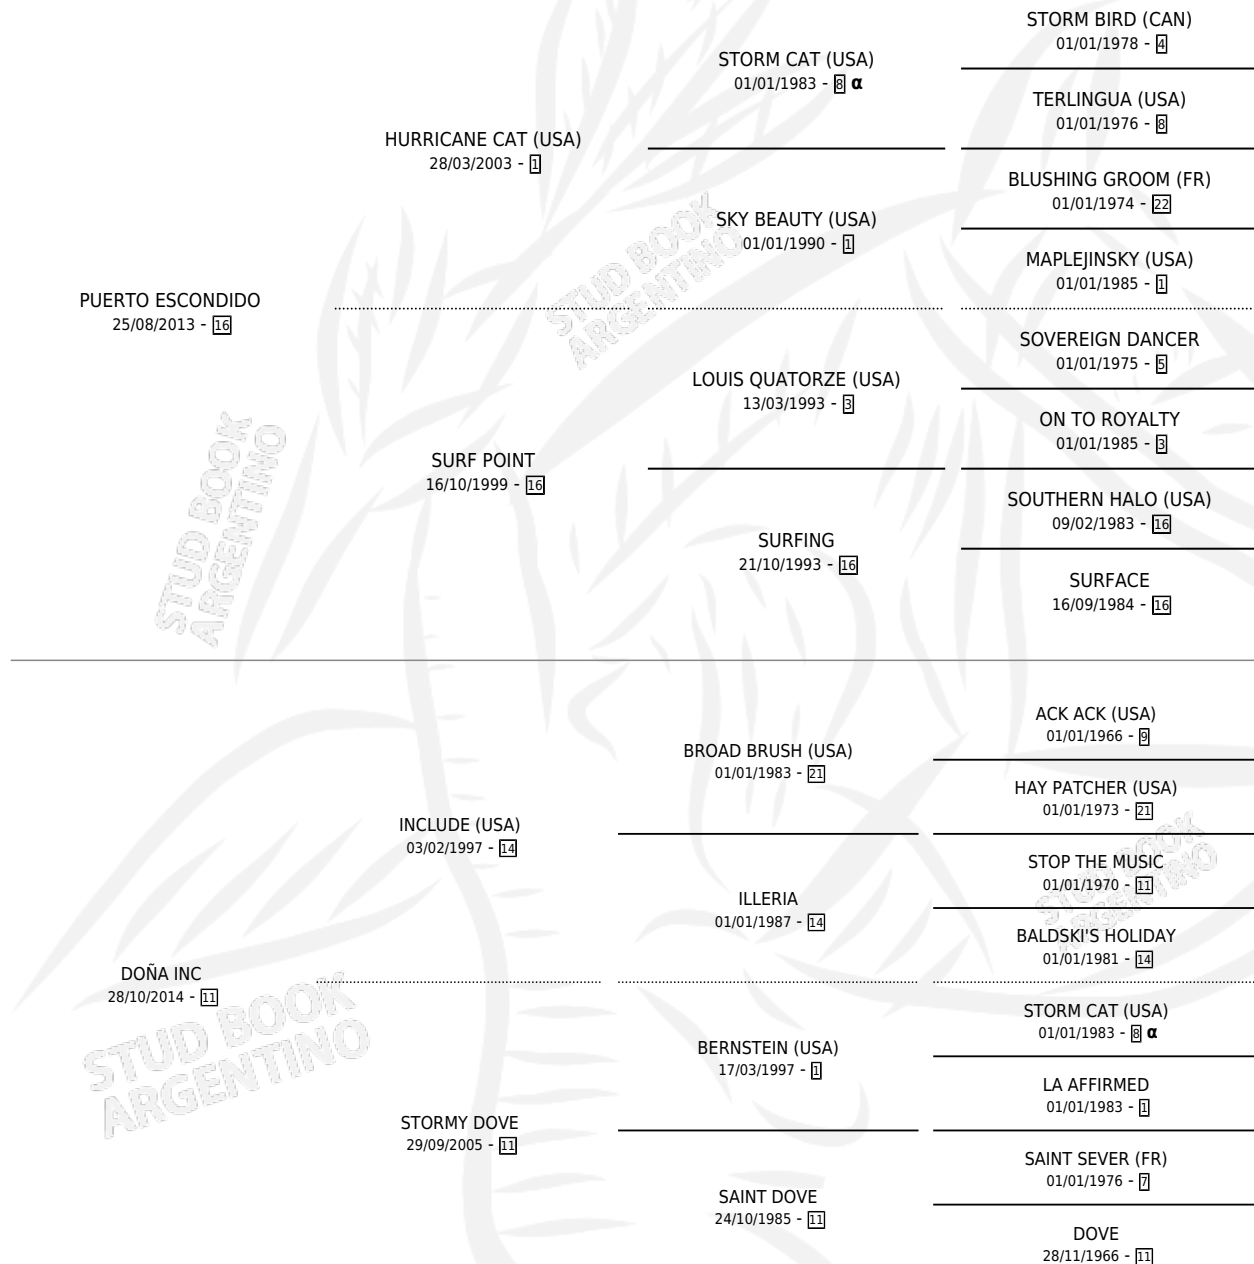 STORM BIRD (CAN)
01/01/1978 - 4
STORM CAT (USA)
01/01/1983 - 8 α
TERLINGUA (USA)
01/01/1976 - 8
HURRICANE CAT (USA)
28/03/2003 - 1
BLUSHING GROOM (FR)
01/01/1974 - 22
SKY BEAUTY (USA)
01/01/1990 - 1
MAPLEJINSKY (USA)
01/01/1985 - 1
PUERTO ESCONDIDO
25/08/2013 - 16
SOVEREIGN DANCER
01/01/1975 - 5
LOUIS QUATORZE (USA)
13/03/1993 - 3
ON TO ROYALTY
01/01/1985 - 3
SURF POINT
16/10/1999 - 16
SOUTHERN HALO (USA)
09/02/1983 - 16
SURFING
21/10/1993 - 16
SURFACE
16/09/1984 - 16
STUD BOOK
ARGENTINO
STUD BOOK
ARGENTINO
ACK ACK (USA)
01/01/1966 - 9
BROAD BRUSH (USA)
01/01/1983 - 21
HAY PATCHER (USA)
01/01/1973 - 21
INCLUDE (USA)
03/02/1997 - 14
STOP THE MUSIC
01/01/1970 - 11
ILLERIA
01/01/1987 - 14
BALDSKI'S HOLIDAY
01/01/1981 - 14
DOÑA INC
28/10/2014 - 11
STORM CAT (USA)
01/01/1983 - 8 α
BERNSTEIN (USA)
17/03/1997 - 1
LA AFFIRMED
01/01/1983 - 1
STORMY DOVE
29/09/2005 - 11
SAINT SEVER (FR)
01/01/1976 - 7
SAINT DOVE
24/10/1985 - 11
DOVE
28/11/1966 - 11
STUD BOOK
ARGENTINO
STUD BOOK
ARGENTINO